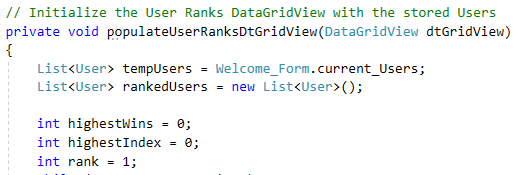 // Initialize the User Ranks DataGridView with the stored Users
private void populateUserRanksDtGridView(DataGridView dtGridView)
{
List<User> tempUsers = Welcome_Form.current_Users;
List<User> rankedUsers = new List<User>();
int highestWins = 0;
int highestIndex = 0;
int rank = 1;